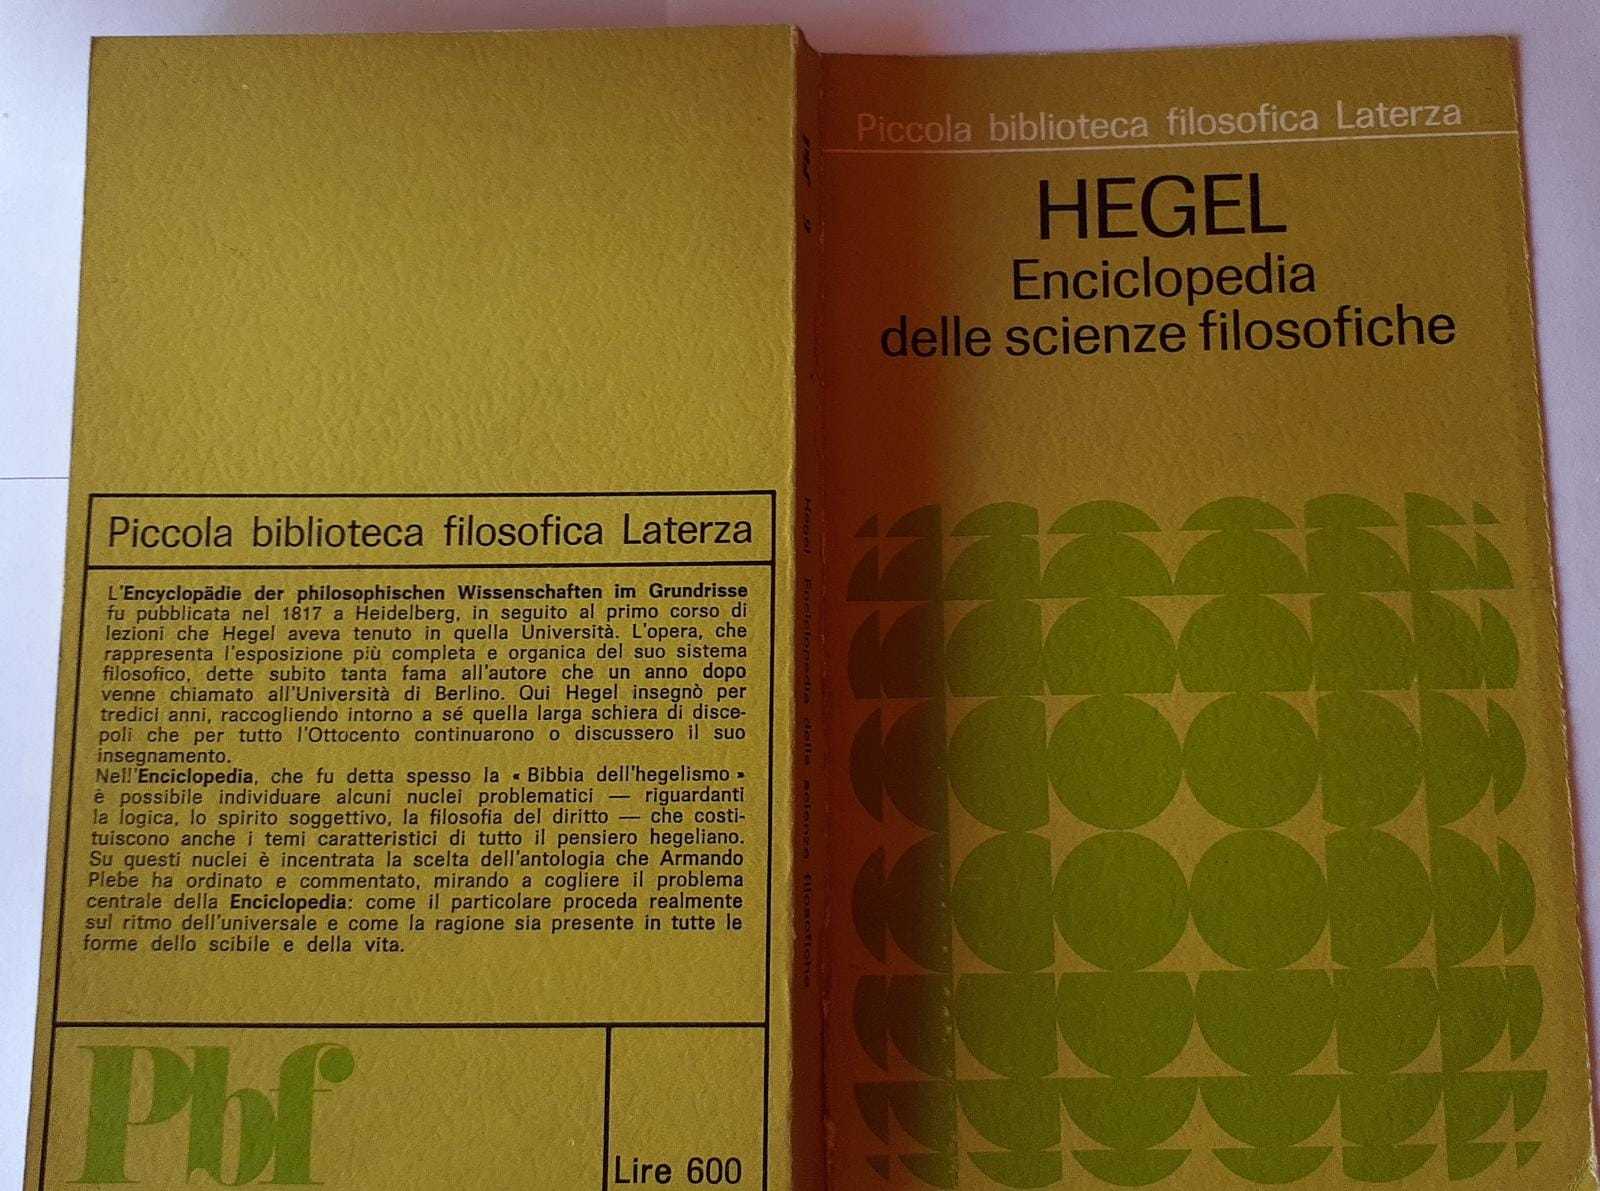 Piccola biblioteca filosofica Laterza
L'Encyclopädie der philosophischen Wissenschaften im Grundrisse
fu pubblicata nel 1817 a Heidelberg, in seguito al primo corso di
lezioni che Hegel aveva tenuto in quella Università. L'opera, che
rappresenta l'esposizione più completa e organica del suo sistema
filosofico, dette subito tanta fama all'autore che un anno dopo
venne chiamato all'Università di Berlino. Qui Hegel insegnò per
tredici anni, raccogliendo intorno a sé quella larga schiera di disce-
poli che per tutto l'Ottocento continuarono o discussero il suo
insegnamento.
Nell'Enciclopedia, che fu detta spesso la « Bibbia dell'hegelismo »
è possibile individuare alcuni nuclei problematici — riguardanti
la logica, lo spirito soggettivo, la filosofia del diritto — che costi-
tuiscono anche i temi caratteristici di tutto il pensiero hegeliano.
Su questi nuclei è incentrata la scelta dell'antologia che Armando
Plebe ha ordinato e commentato, mirando a cogliere il problema
centrale della Enciclopedia: come il particolare proceda realmente
sul ritmo dell'universale e come la ragione sia presente in tutte le
forme dello scibile e della vita.
Pbf
Lire 600
Pbf 9
Hegel Enciclopedia delle scienze filosofiche
Piccola biblioteca filosofica Laterza
HEGEL
Enciclopedia
delle scienze filosofiche